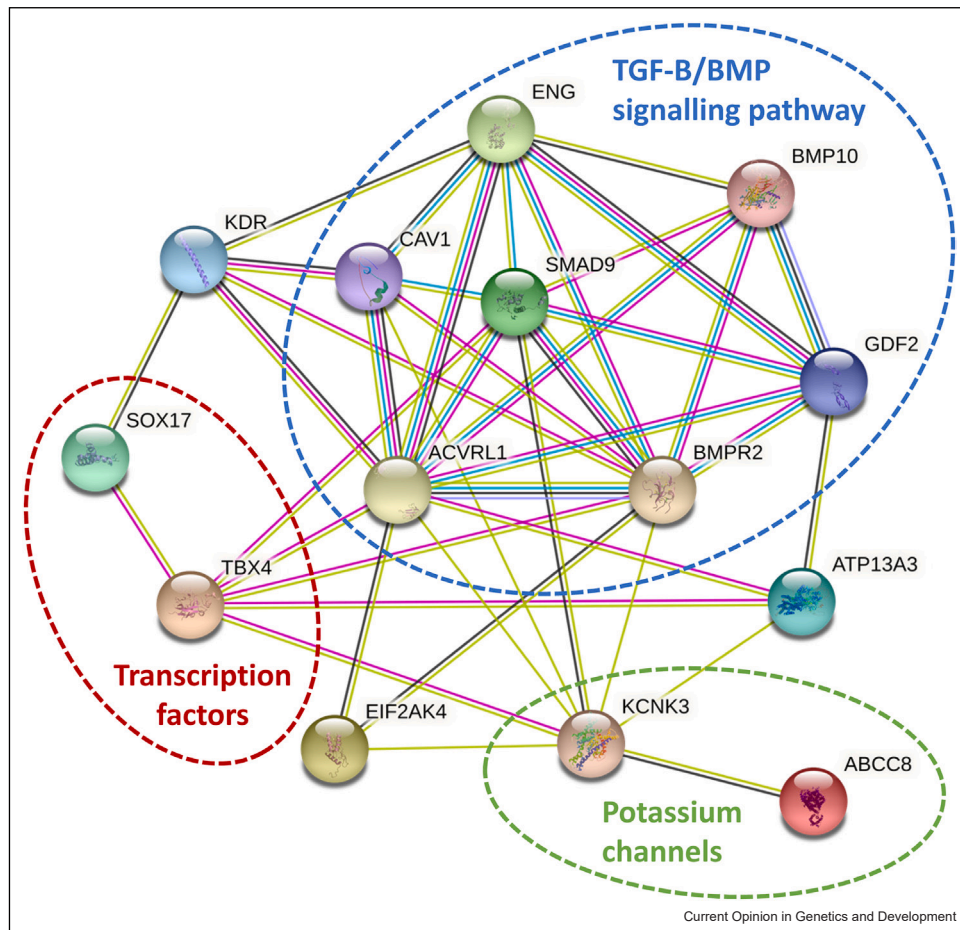 TGF-B/BMP
signalling pathway
ENG
BMP10
KDR
CAV1
SMAD9
GDF2
SOX17
ACVRL1
BMPR2
TBX4
ATP13A3
Transcription
factors
EIF2AK4
KCNK3
ABCC8
Potassium
channels
Current Opinion in Genetics and Development